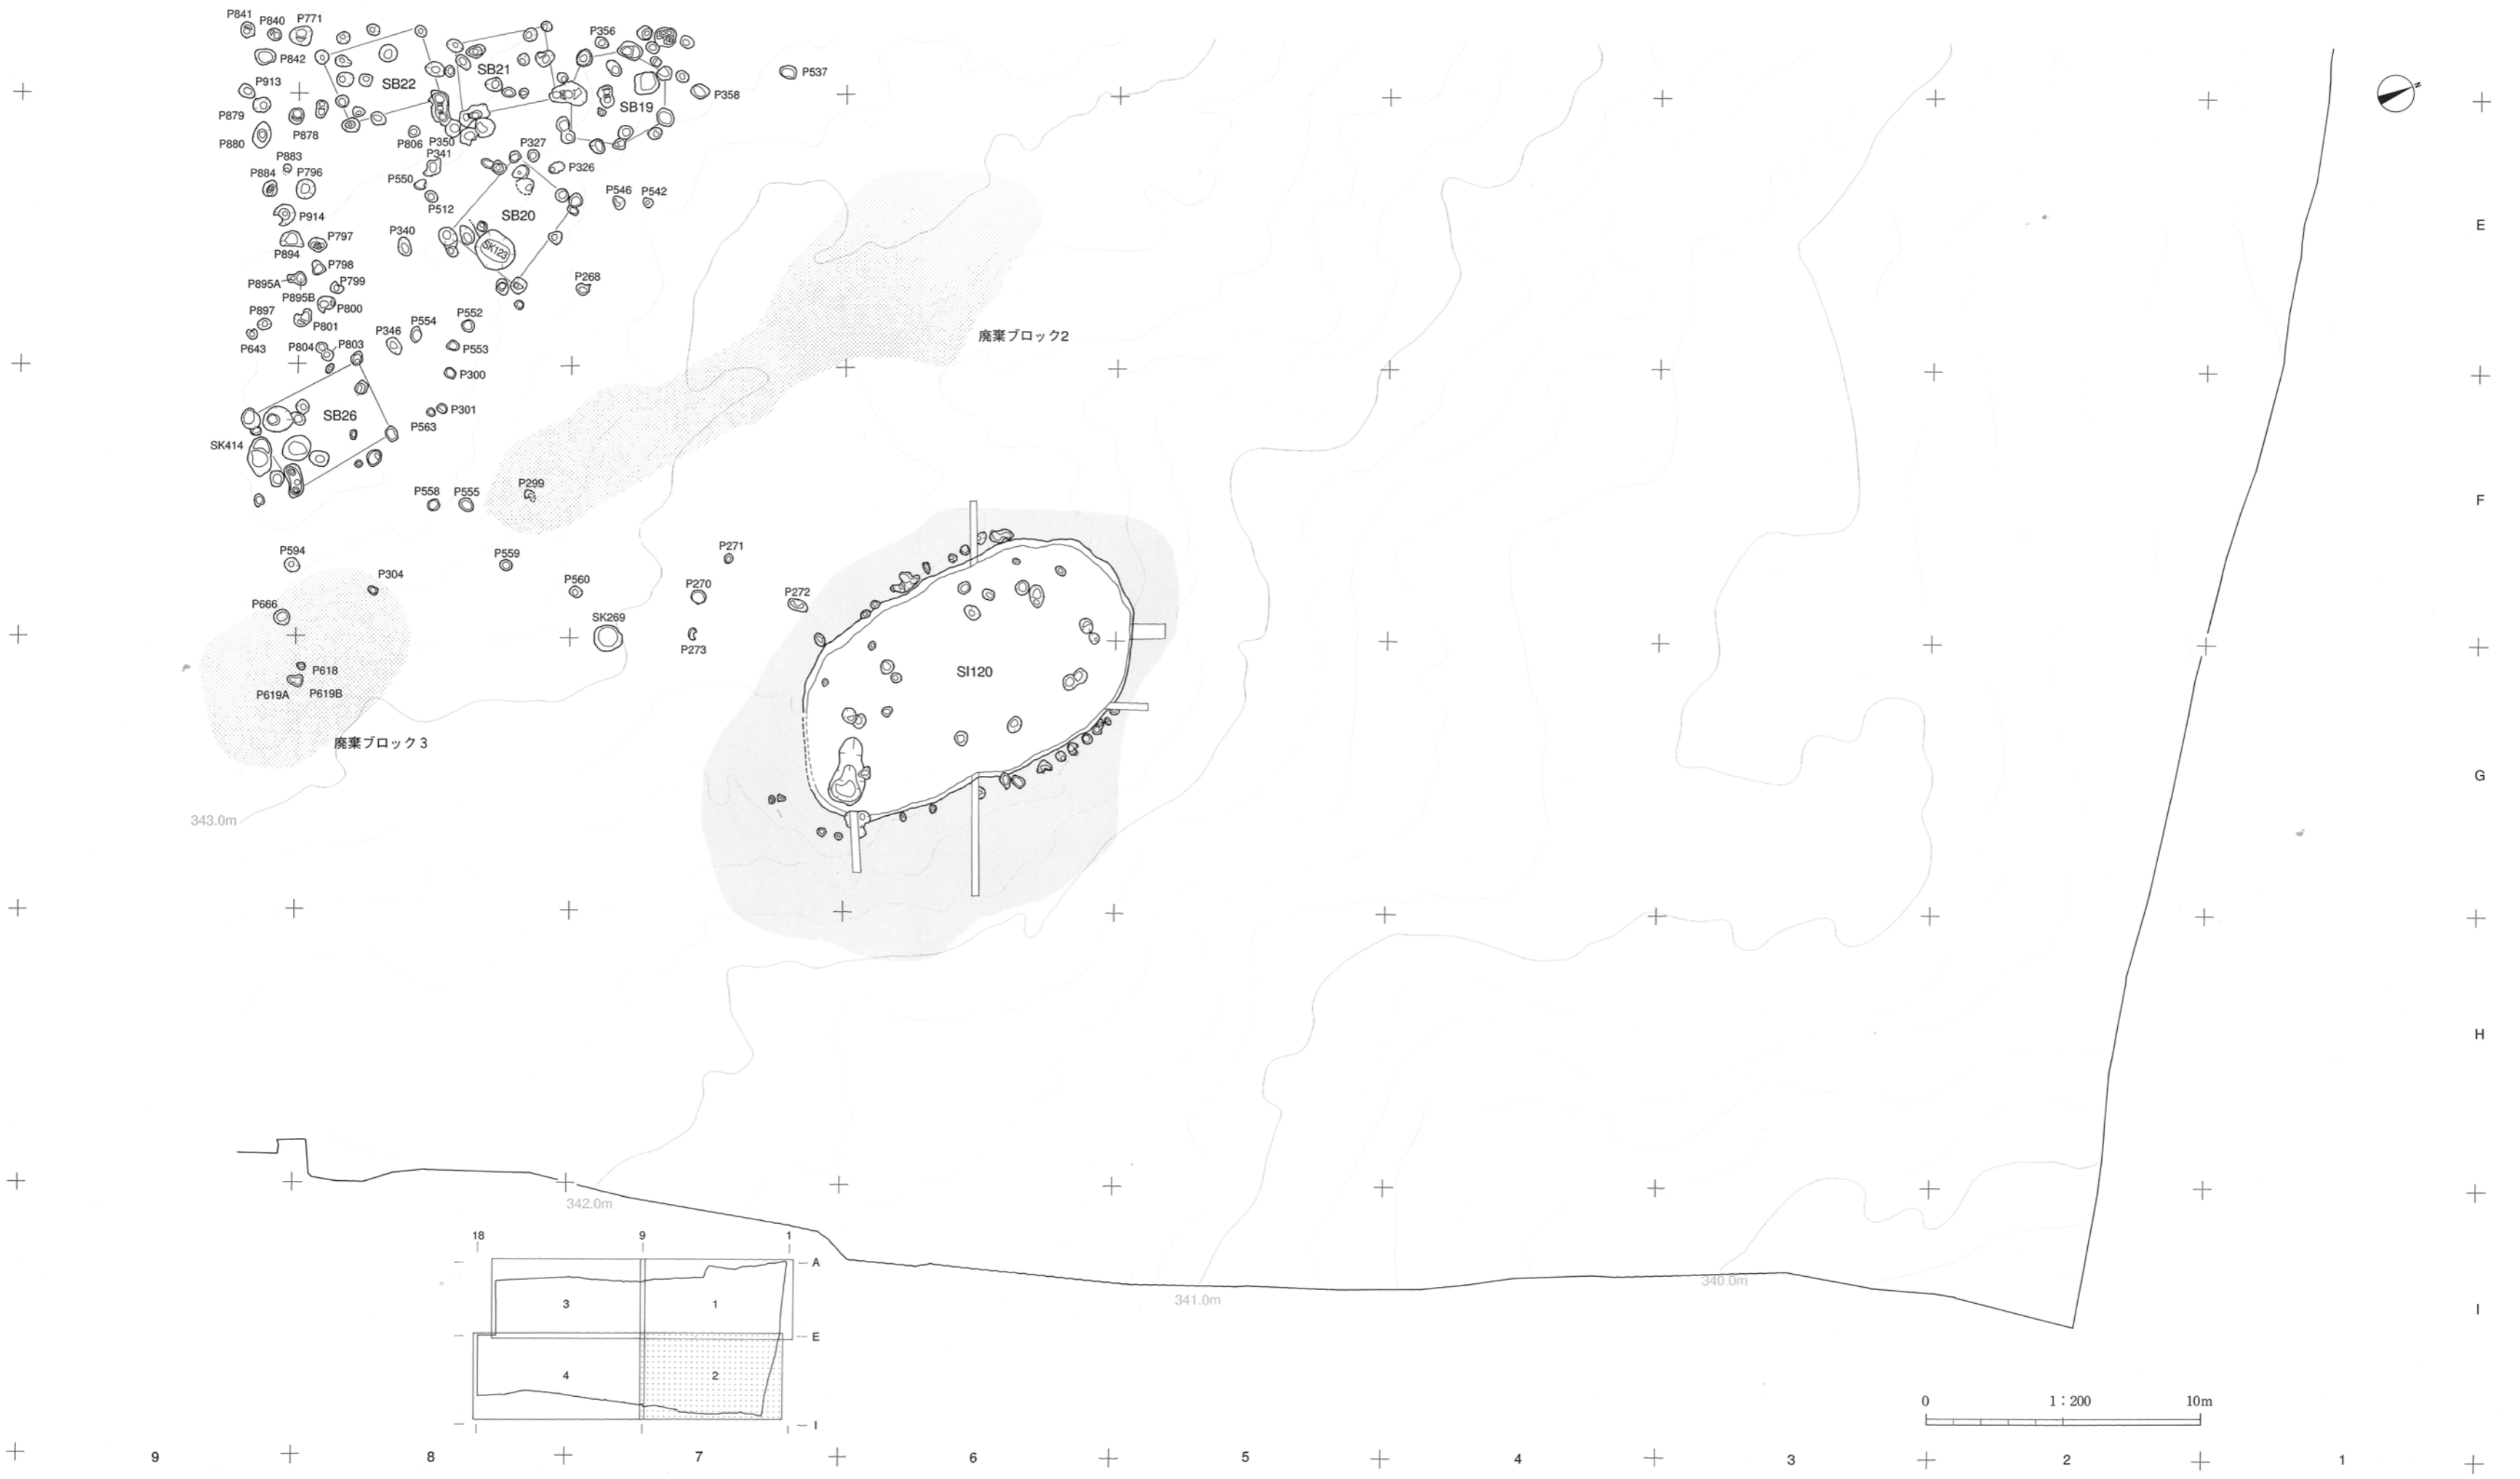 P841
P840
P771
P842
P913
P879
P880
P878
SB22
SB21
P356
SB19
P358
P537
P806
P350
P341
P327
P326
P883
P884
P796
P550
P512
P546
P542
SB20
SK123
P914
P797
P894
P340
P798
P895A
P799
P895B
P800
P268
P897
P801
P643
P804
P803
P346
P554
P552
P553
P300
P301
P563
SB26
SK414
P558
P555
P299
廃棄ブロック2
E
F
P594
P304
P666
P559
P560
SK269
P271
P270
P272
P273
P618
P619A
P619B
廃棄ブロック3
SI120
G
343.0m
H
342.0m
341.0m
340.0m
I
18
9
1
A
3
1
E
4
2
I
0
1:200
10m
9
8
7
6
5
4
3
2
1
N